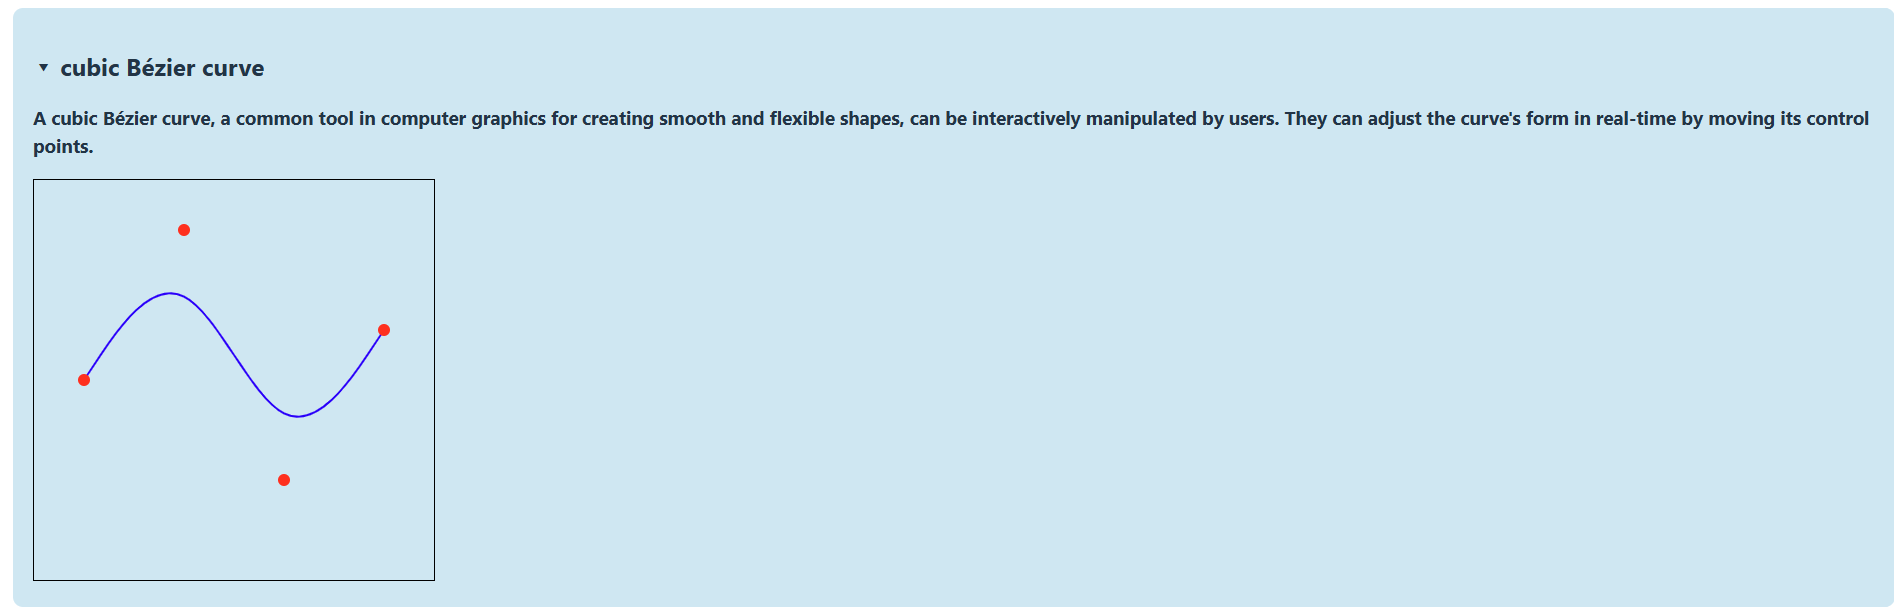 cubic Bézier curve
A cubic Bézier curve, a common tool in computer graphics for creating smooth and flexible shapes, can be interactively manipulated by users. They can adjust the curve's form in real-time by moving its control
points.